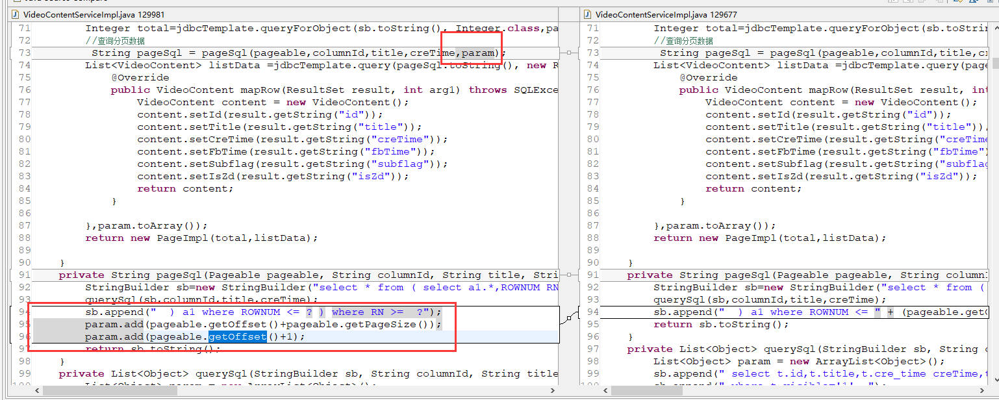 VideoContentServiceImpl.java 129981
71 Integer total=jdbcTemplate.queryForObject(sb.toString(), Integer.class,pa
72 //查询分页数据
73 String pageSql = pageSql(pageable,columnId,title,creTime,param);
74 List<VideoContent> listData =jdbcTemplate.query(pageSql.toString(), new R
75 @Override
76 public VideoContent mapRow(ResultSet result, int arg1) throws SQLExce
77 VideoContent content = new VideoContent();
78 content.setId(result.getString("id"));
79 content.setTitle(result.getString("title"));
80 content.setCreTime(result.getString("creTime"));
81 content.setFbTime(result.getString("fbTime"));
82 content.setSubflag(result.getString("subflag"));
83 content.setIsZd(result.getString("isZd"));
84 return content;
85 }
86
87 },param.toArray());
88 return new PageImpl(total,listData);
89
90 }
91 private String pageSql(Pageable pageable, String columnId, String title, Stri
92 StringBuilder sb=new StringBuilder("select * from ( select a1.*,ROWNUM RN
93 querySql(sb,columnId,title,creTime);
94 sb.append("  ) a1 where ROWNUM <= ? ) where RN >=  ?");
95 param.add(pageable.getOffset()+pageable.getPageSize());
96 param.add(pageable.getOffset()+1);
97 return sb.toString();
98 }
99 private List<Object> querySql(StringBuilder sb, String columnId, String title
VideoContentServiceImpl.java 129677
71 Integer total=jdbcTemplate.queryForObject(sb.toStrin
72 //查询分页数据
73 String pageSql = pageSql(pageable,columnId,title,cr
74 List<VideoContent> listData =jdbcTemplate.query(page
75 @Override
76 public VideoContent mapRow(ResultSet result, int
77 VideoContent content = new VideoContent();
78 content.setId(result.getString("id"));
79 content.setTitle(result.getString("title"));
80 content.setCreTime(result.getString("creTime
81 content.setFbTime(result.getString("fbTime")
82 content.setSubflag(result.getString("subflag
83 content.setIsZd(result.getString("isZd"));
84 return content;
85 }
86
87 },param.toArray());
88 return new PageImpl(total,listData);
89
90 }
91 private String pageSql(Pageable pageable, String columnI
92 StringBuilder sb=new StringBuilder("select * from (
93 querySql(sb,columnId,title,creTime);
94 sb.append("  ) a1 where ROWNUM <= " + (pageable.getO
95 return sb.toString();
96 }
97 private List<Object> querySql(StringBuilder sb, String c
98 List<Object> param = new ArrayList<Object>();
99 sb.append(" select t.id,t.title,t.cre_time creTime,t